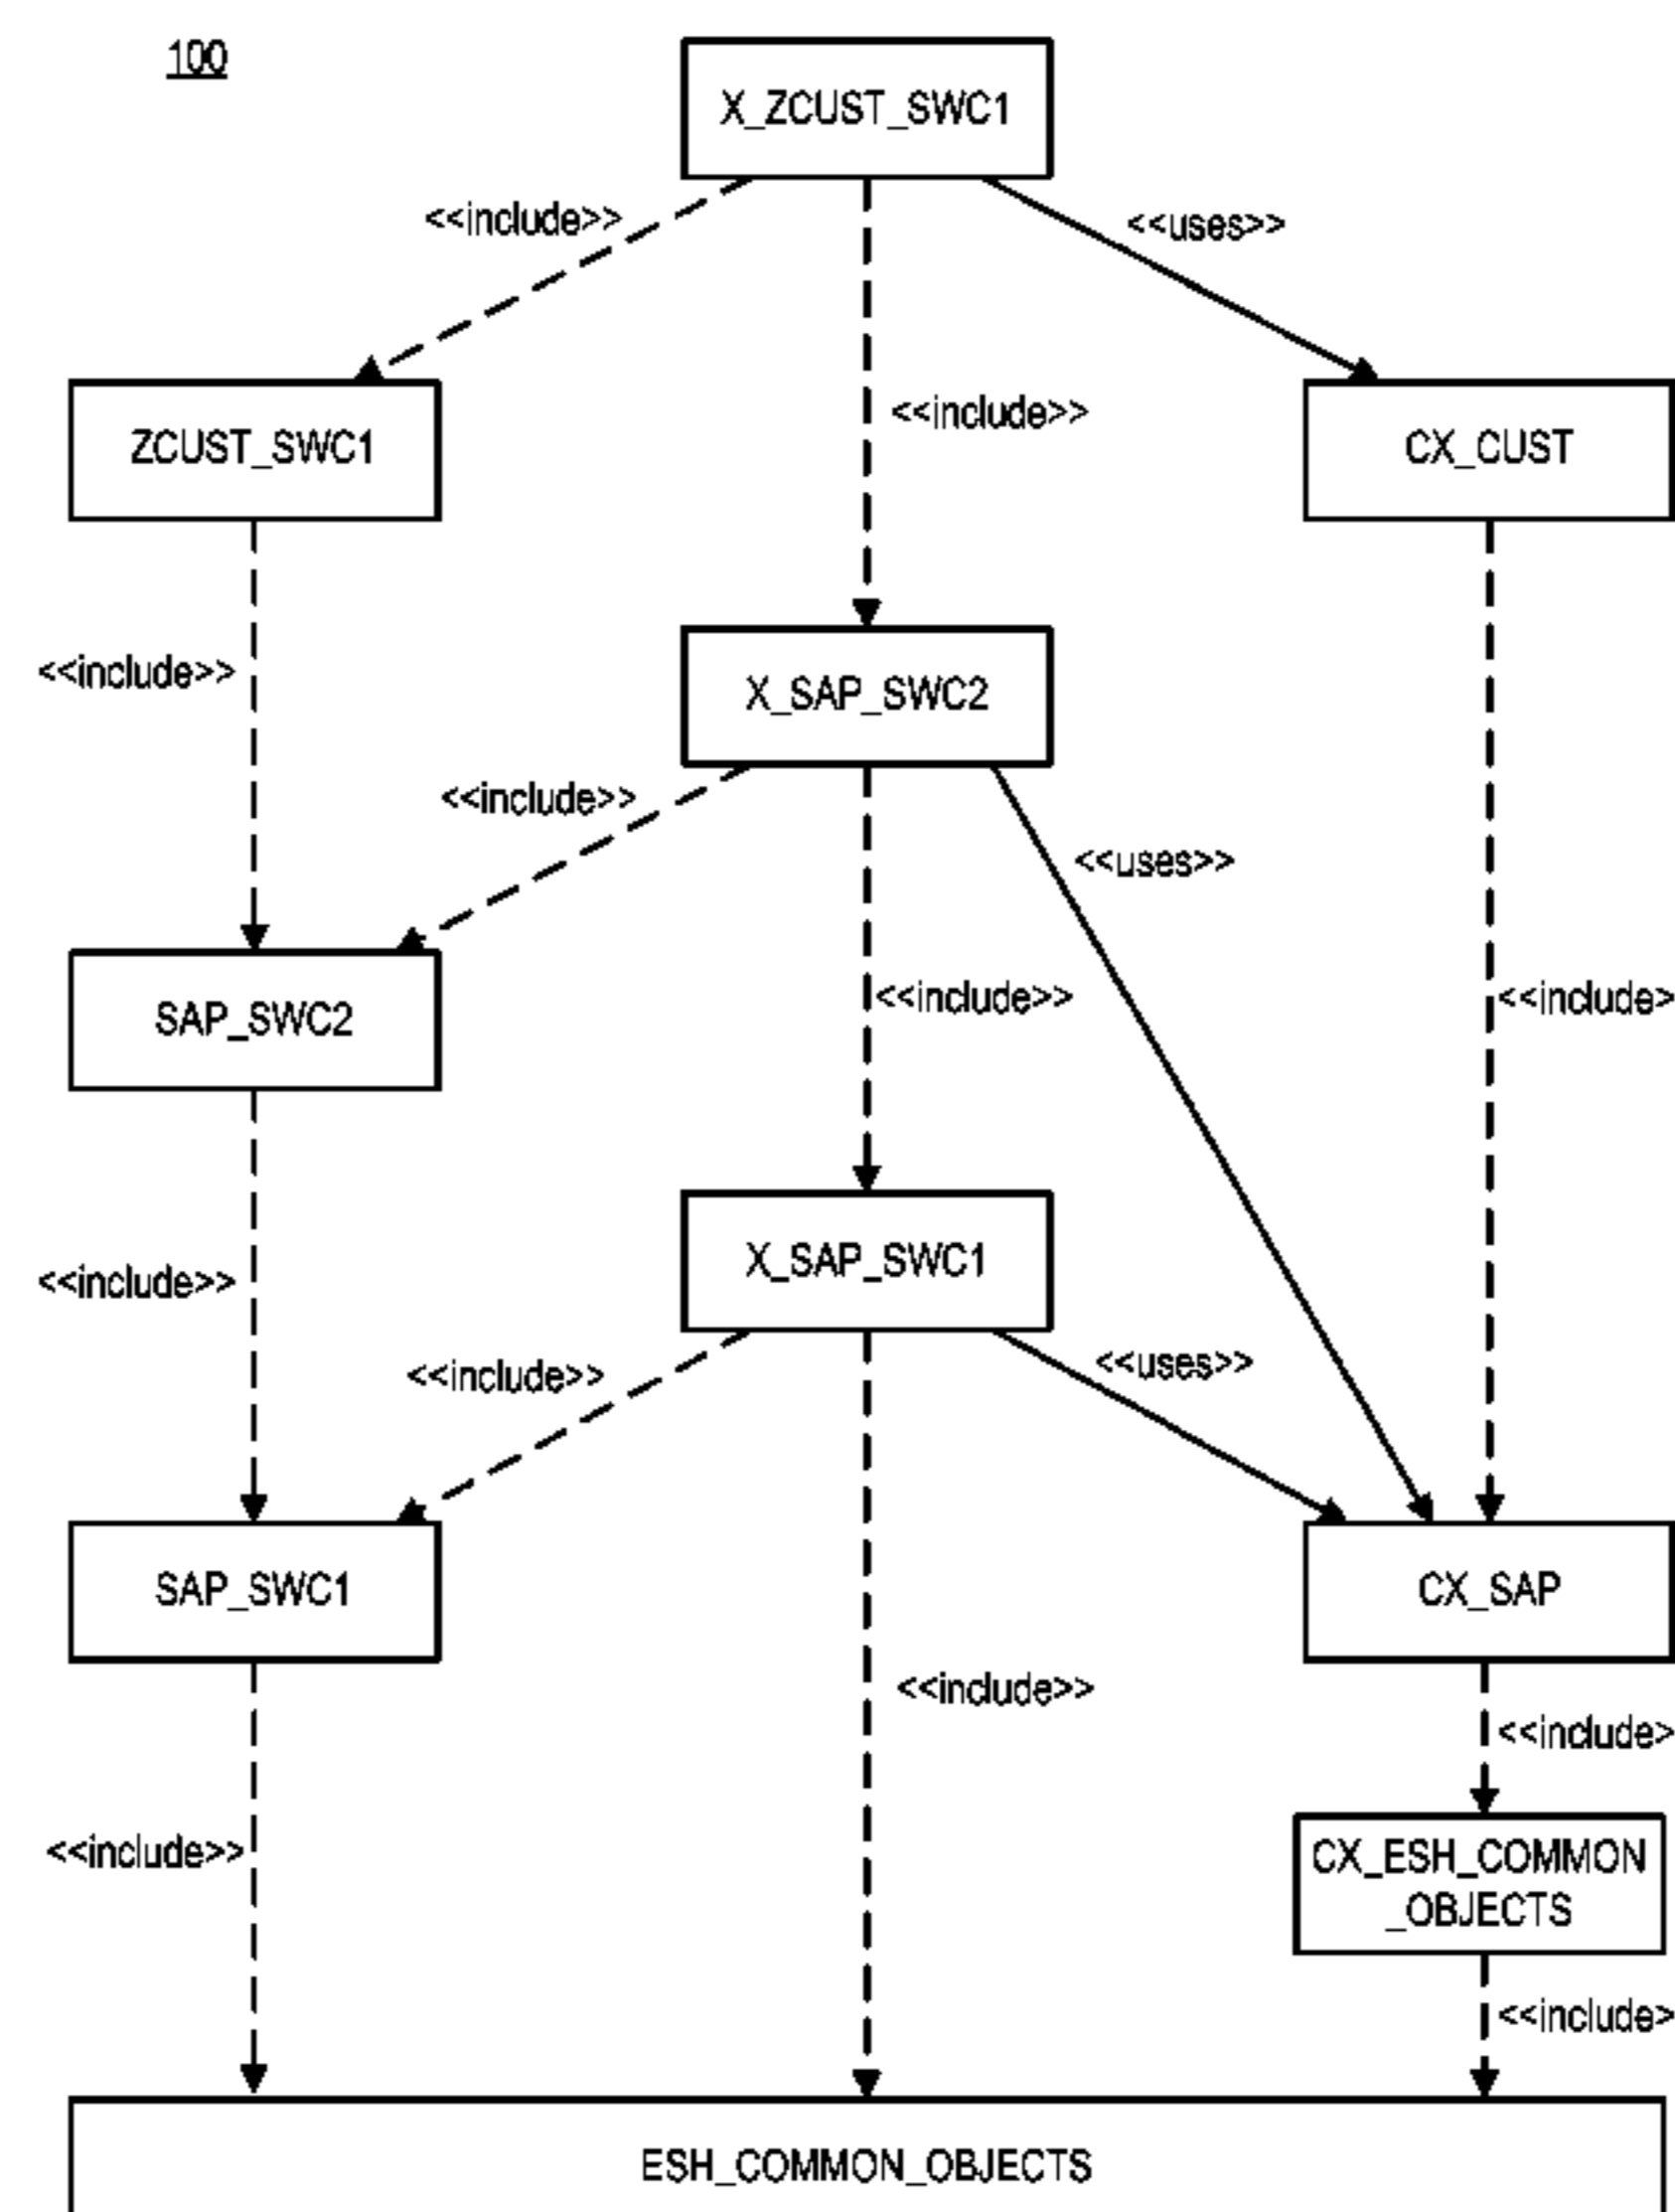 100
X_ZCUST_SWC1
<<include>>
<<uses>>
<<include>>
ZCUST_SWC1
CX_CUST
<<include>>
X_SAP_SWC2
<<include>>
<<uses>>
<<include>>
<<include>
SAP_SWC2
X_SAP_SWC1
<<include>>
<<include>>
<<uses>>
SAP_SWC1
CX_SAP
<<include>>
<<include>
<<include>>
CX_ESH_COMMON
_OBJECTS
<<include>
ESH_COMMON_OBJECTS